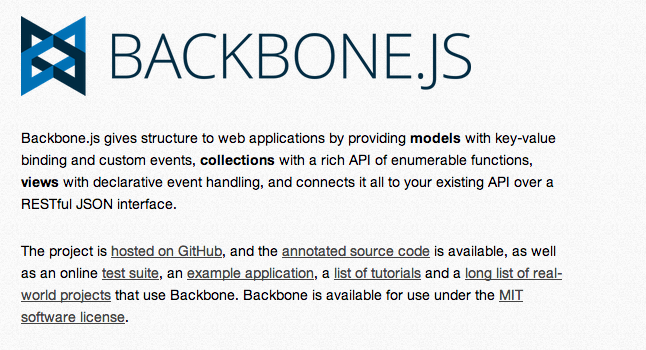 BACKBONE.JS
Backbone.js gives structure to web applications by providing models with key-value
binding and custom events, collections with a rich API of enumerable functions,
views with declarative event handling, and connects it all to your existing API over a
RESTful JSON interface.
The project is hosted on GitHub, and the annotated source code is available, as well
as an online test suite, an example application, a list of tutorials and a long list of real-
world projects that use Backbone. Backbone is available for use under the MIT
software license.